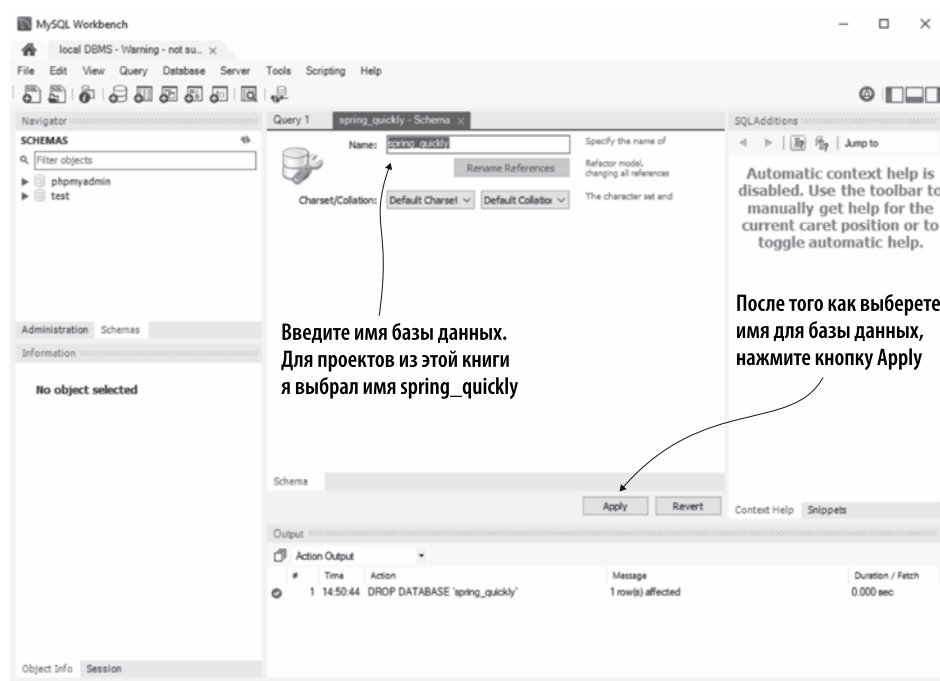 MySQL Workbench
local DBMS - Warning - not su...
File Edit View Query Database Server Tools Scripting Help
Navigator
SCHEMAS
Filter objects
phpmyadmin
test
Administration Schemas
Information
No object selected
Object Info Session
Query 1 spring_quickly - Schema
Name: spring_quickly
Specify the name of
Rename References
Refactor model,
changing all references
Charset/Collation: Default Charset Default Collation
The character set and
Введите имя базы данных.
Для проектов из этой книги
я выбрал имя spring_quickly
Schema
Apply Revert
SQLAdditions
Jump to
Automatic context help is
disabled. Use the toolbar to
manually get help for the
current caret position or to
toggle automatic help.
После того как выберете
имя для базы данных,
нажмите кнопку Apply
Context Help Snippets
Output
Action Output
# Time Action Message Duration / Fetch
1 14:50:44 DROP DATABASE `spring_quickly` 1 row(s) affected 0.000 sec